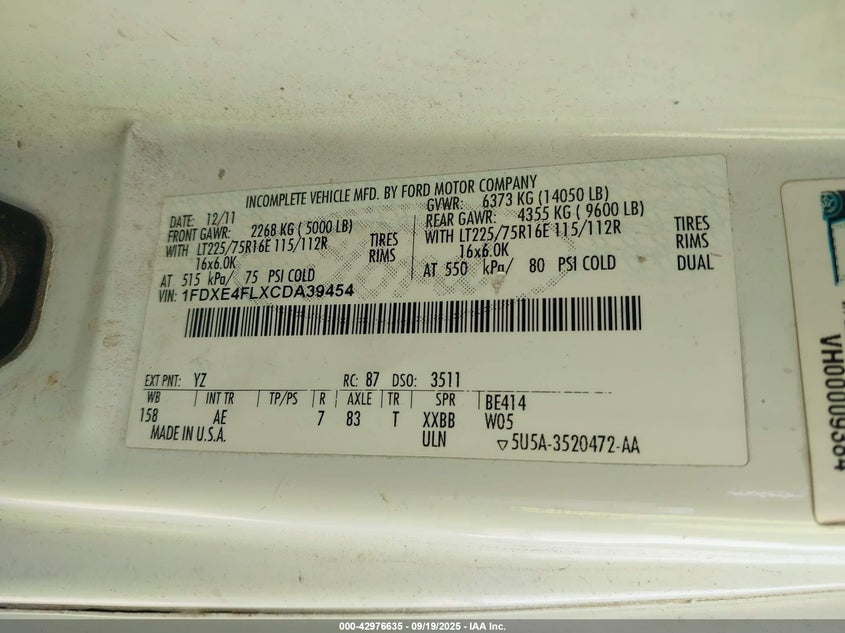 INCOMPLETE VEHICLE MFD. BY FORD MOTOR COMPANY
DATE: 12/11 GVWR: 6373 KG (14050 LB)
FRONT GAWR: 2268 KG ( 5000 LB) REAR GAWR: 4355 KG ( 9600 LB)
WITH LT225/75R16E 115/112R TIRES WITH LT225/75R16E 115/112R TIRES
16x6.0K RIMS 16x6.0K RIMS
AT 515 kPa/ 75 PSI COLD AT 550 kPa/ 80 PSI COLD DUAL
VIN: 1FDXE4FLXCDA39454
EXT PNT: YZ RC: 87 DSO: 3511
WB INT TR TP/PS R AXLE TR SPR BE414
158 AE 7 83 T XXBB W05
MADE IN U.S.A. ULN ▽5U5A-3520472-AA
VH00009384
000-42976635 - 09/19/2025 - IAA Inc.